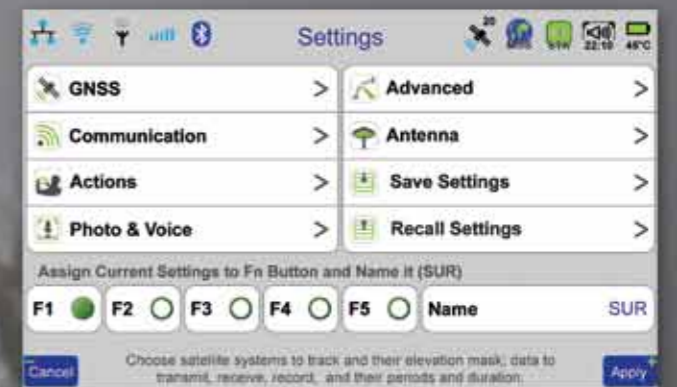 Settings
20
22:10
45°C
GNSS > Advanced >
Communication > Antenna >
Actions > Save Settings >
Photo & Voice > Recall Settings >
Assign Current Settings to Fn Button and Name it (SUR)
F1 F2 F3 F4 F5 Name SUR
Cancel
Choose satellite systems to track and their elevation mask, data to
transmit, receive, record, and their periods and duration.
Apply